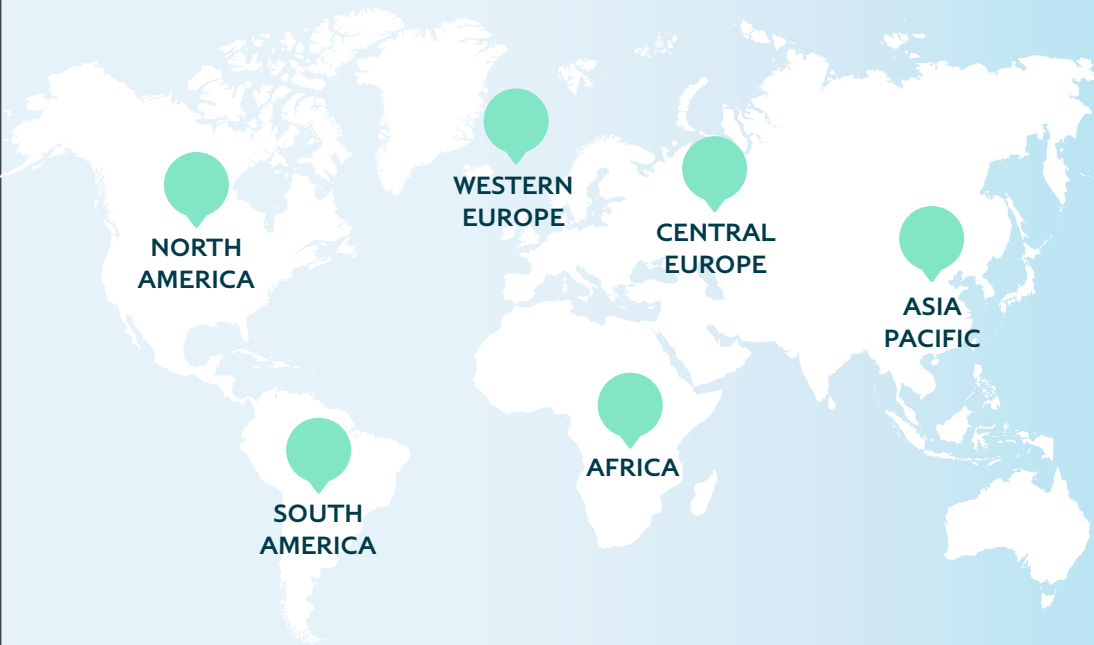 WESTERN
EUROPE
CENTRAL
EUROPE
NORTH
AMERICA
ASIA
PACIFIC
AFRICA
SOUTH
AMERICA